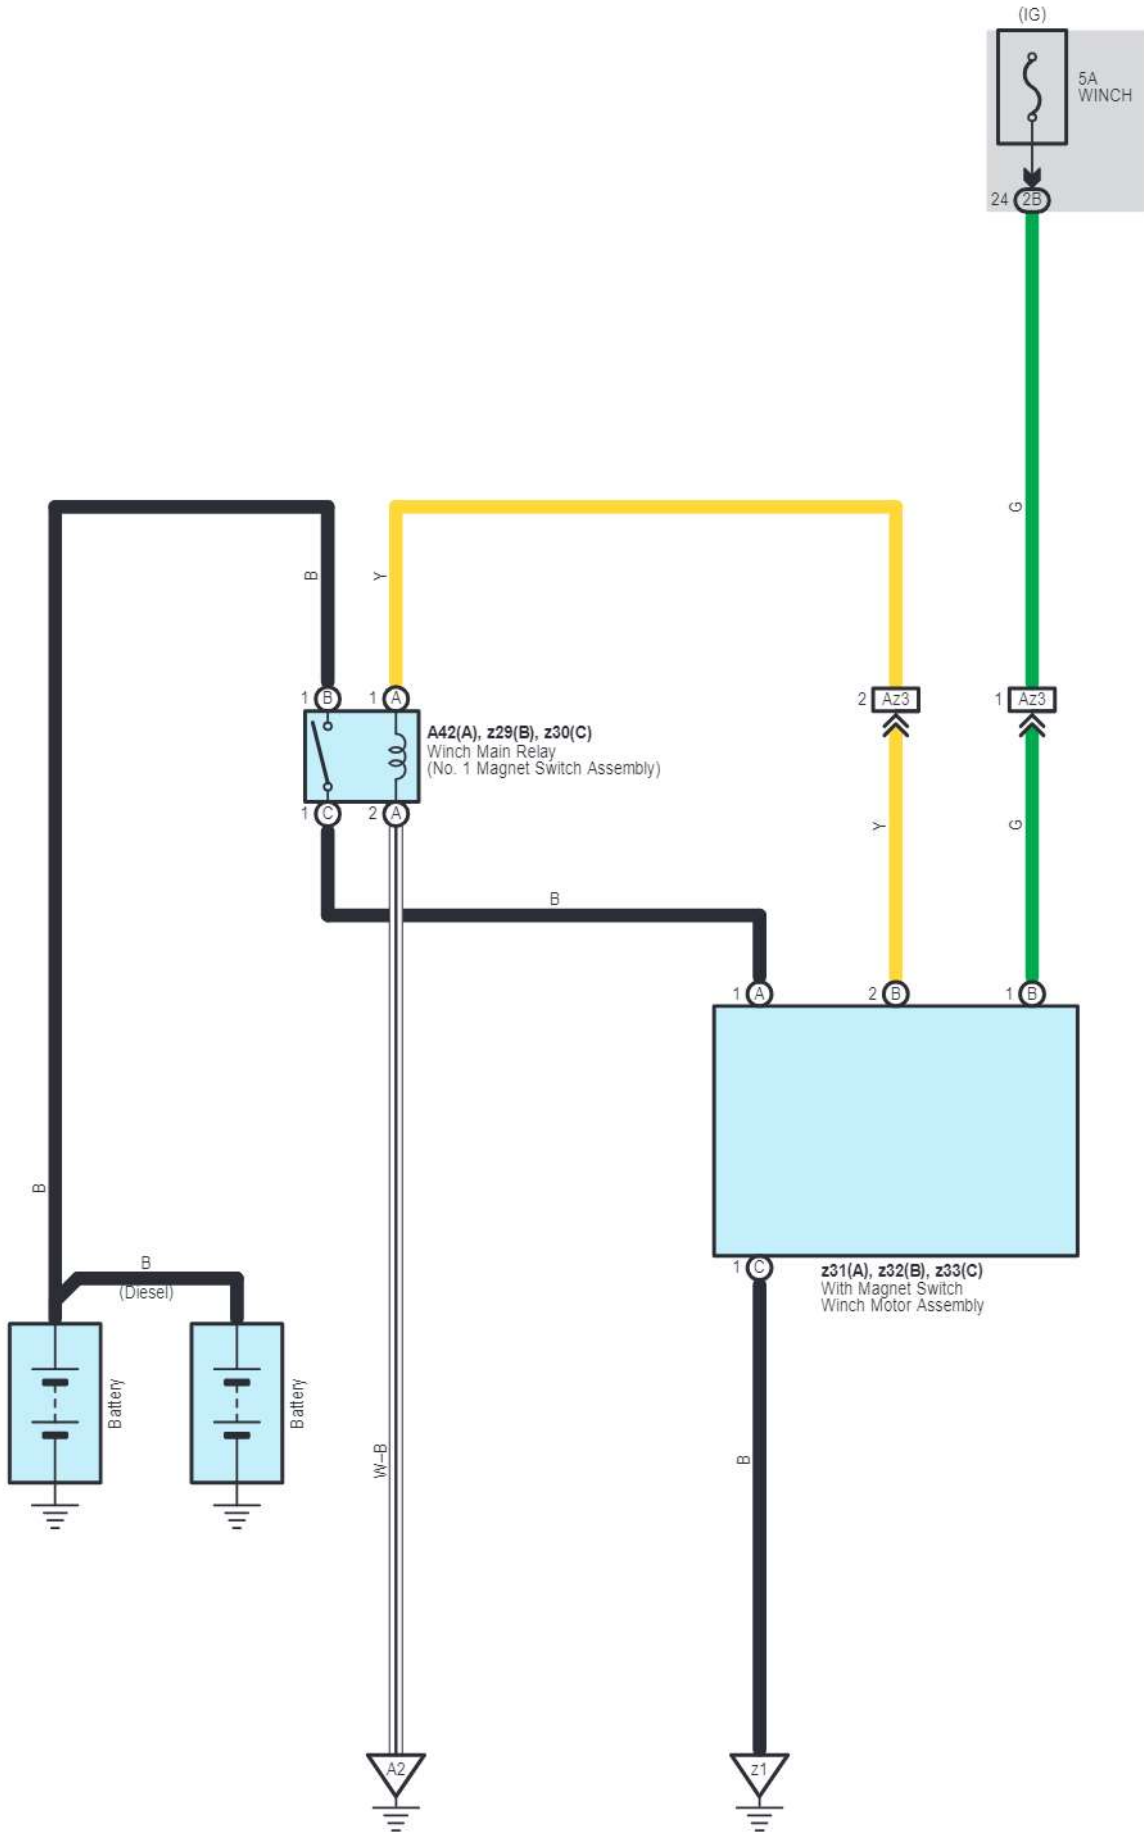 (IG)
5A
WINCH
24 2B
G
B
Y
1 B
1 A
2 Az3
1 Az3
A42(A), z29(B), z30(C)
Winch Main Relay
(No. 1 Magnet Switch Assembly)
1 C
2 A
Y
G
B
1 A
2 B
1 B
B
B
(Diesel)
1 C
z31(A), z32(B), z33(C)
With Magnet Switch
Winch Motor Assembly
Battery
Battery
W–B
B
A2
z1